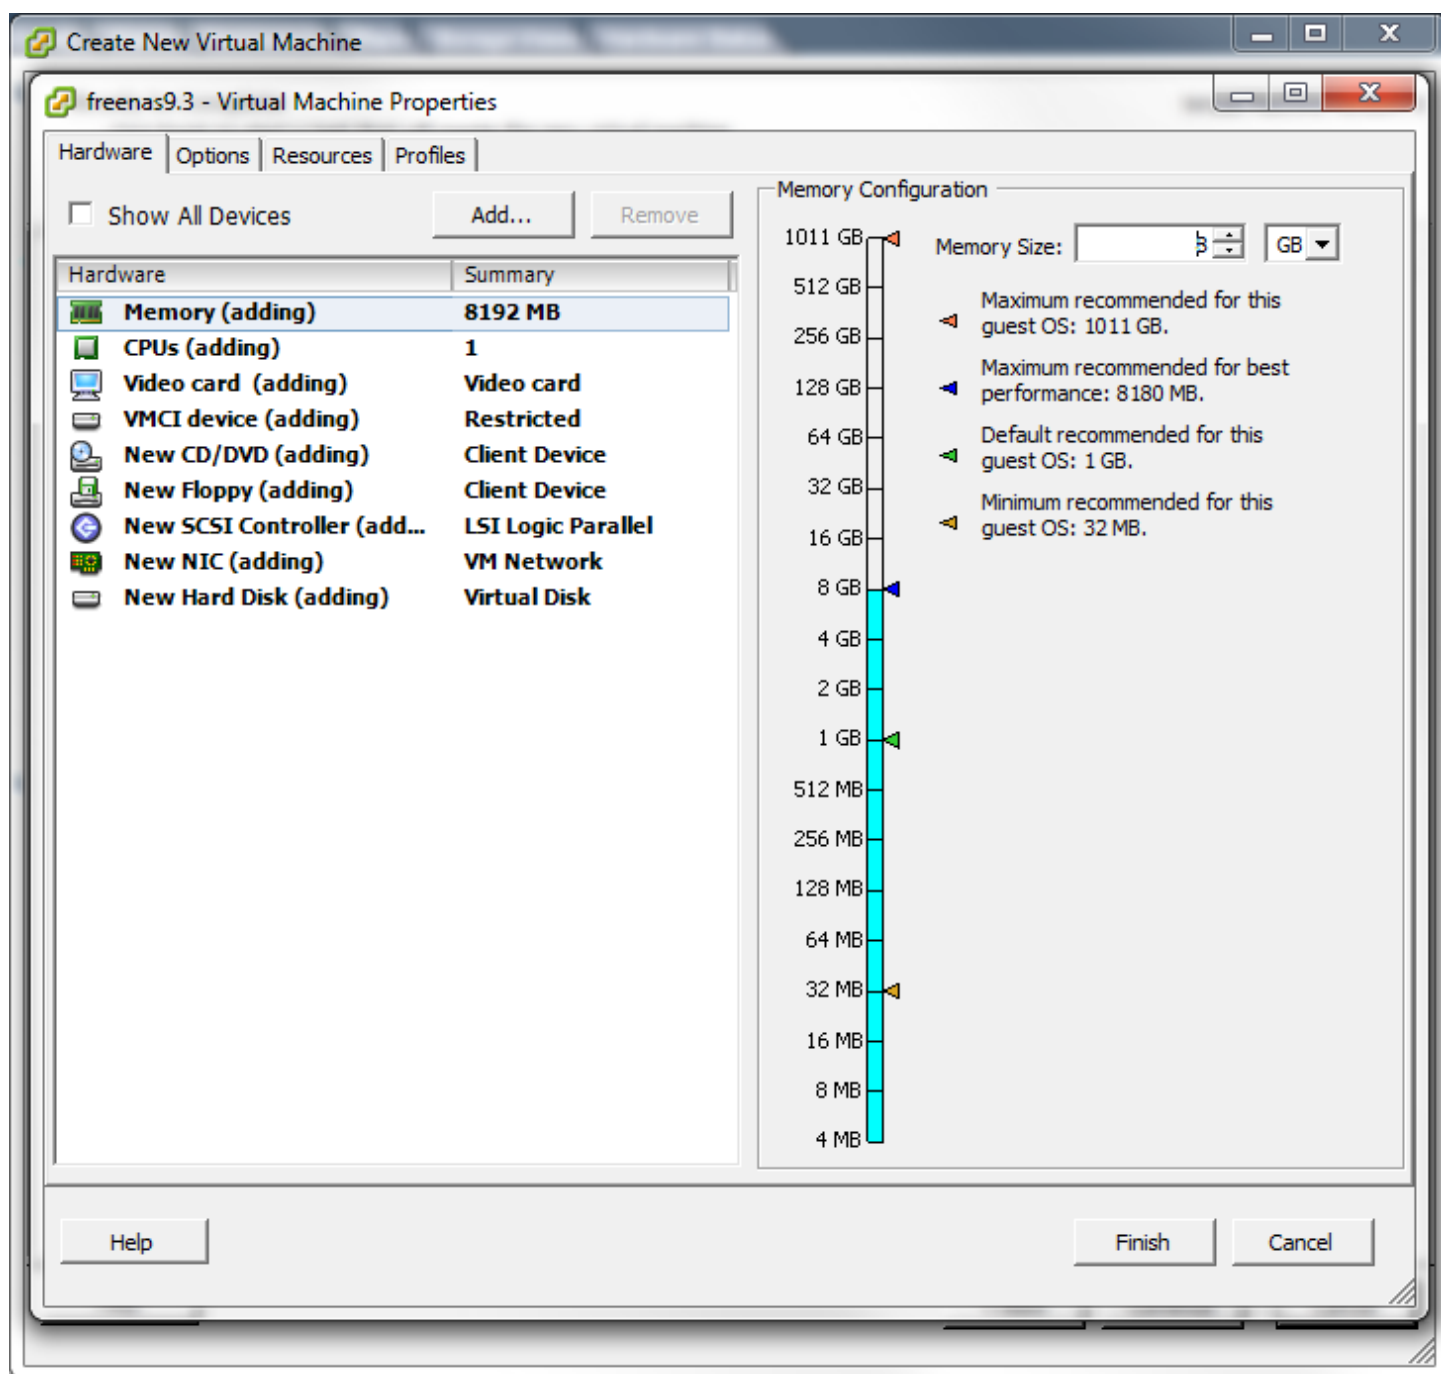 Create New Virtual Machine
freenas9.3 - Virtual Machine Properties
Hardware
Options
Resources
Profiles
Show All Devices
Add...
Remove
Hardware
Summary
Memory (adding)
8192 MB
CPUs (adding)
1
Video card (adding)
Video card
VMCI device (adding)
Restricted
New CD/DVD (adding)
Client Device
New Floppy (adding)
Client Device
New SCSI Controller (add...
LSI Logic Parallel
New NIC (adding)
VM Network
New Hard Disk (adding)
Virtual Disk
Memory Configuration
1011 GB
512 GB
256 GB
128 GB
64 GB
32 GB
16 GB
8 GB
4 GB
2 GB
1 GB
512 MB
256 MB
128 MB
64 MB
32 MB
16 MB
8 MB
4 MB
Memory Size:
8
GB
Maximum recommended for this
guest OS: 1011 GB.
Maximum recommended for best
performance: 8180 MB.
Default recommended for this
guest OS: 1 GB.
Minimum recommended for this
guest OS: 32 MB.
Help
Finish
Cancel